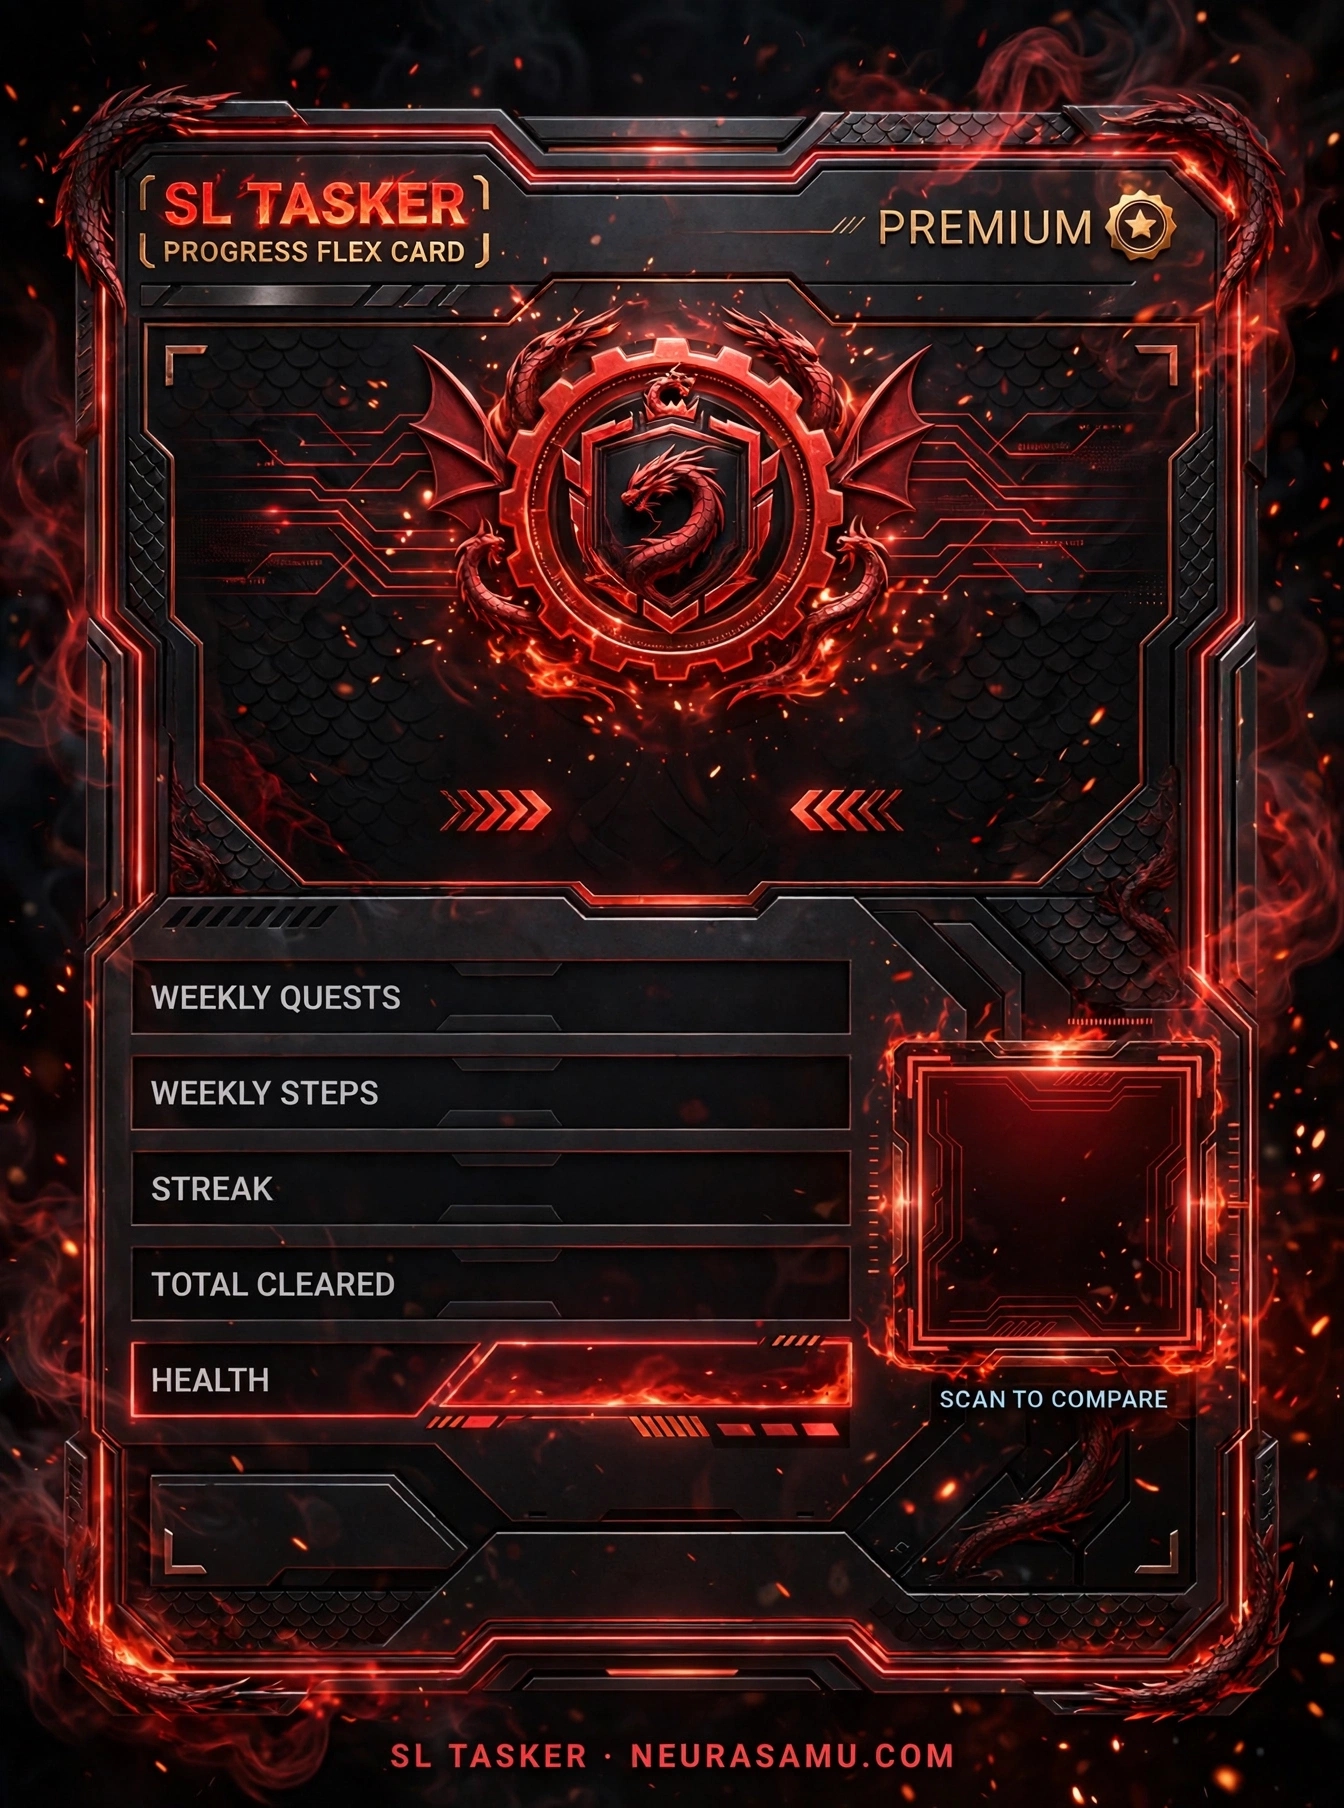 SL TASKER
PROGRESS FLEX CARD
PREMIUM
WEEKLY QUESTS
WEEKLY STEPS
STREAK
TOTAL CLEARED
HEALTH
SCAN TO COMPARE
SL TASKER · NEURASAMU.COM